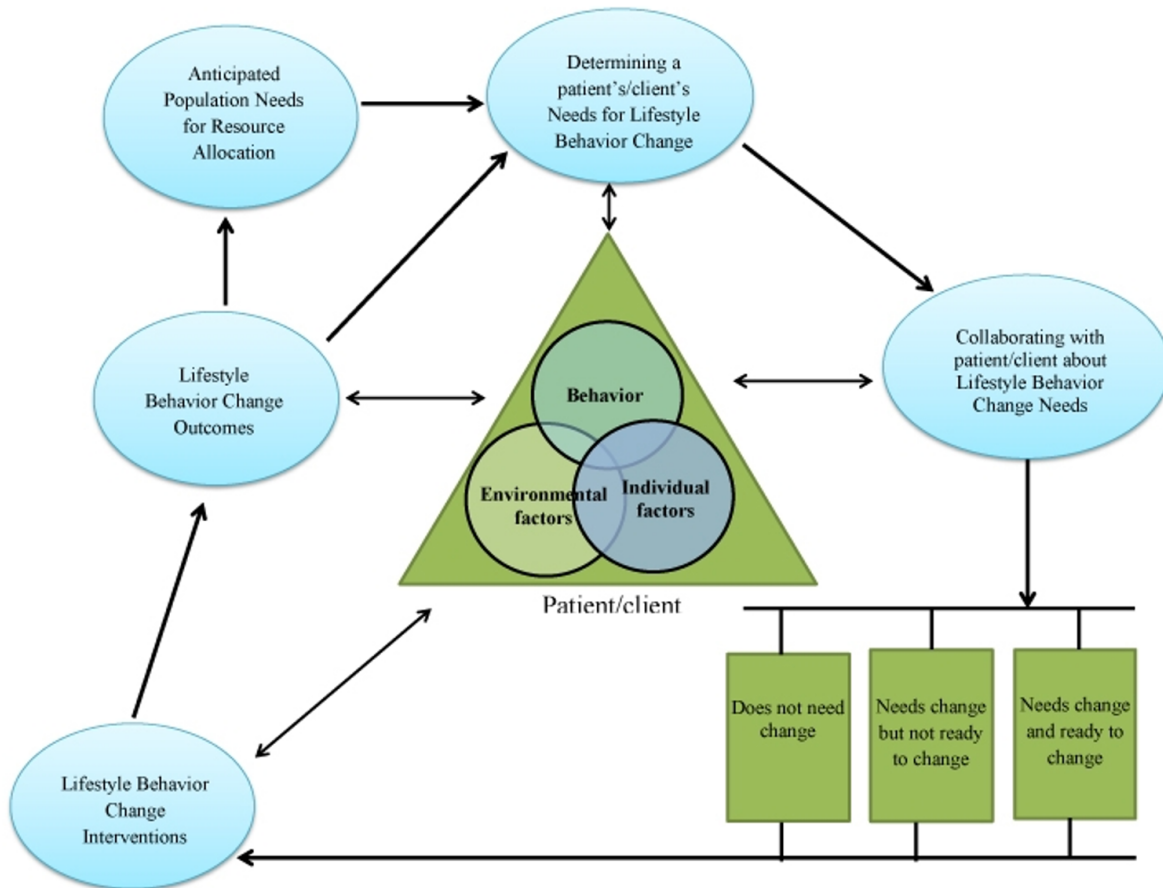 Anticipated
Population Needs
for Resource
Allocation
Determining a
patient's/client's
Needs for Lifestyle
Behavior Change
Collaborating with
patient/client about
Lifestyle Behavior
Change Needs
Lifestyle
Behavior Change
Outcomes
Behavior
Environmental
factors
Individual
factors
Patient/client
Does not need
change
Needs change
but not ready
to change
Needs change
and ready to
change
Lifestyle Behavior
Change
Interventions